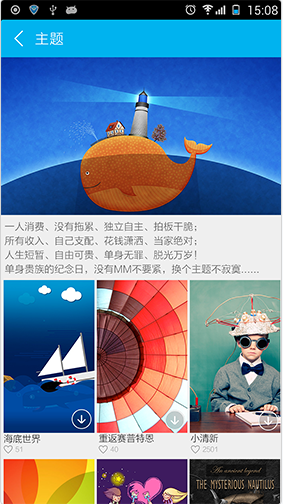 15:08
主题
一人消费、没有拖累、独立自主、拍板干脆；
所有收入、自己支配、花钱潇洒、当家绝对；
人生短暂、自由可贵、单身无罪、脱光万岁！
单身贵族的纪念日，没有MM不要紧，换个主题不寂寞……
海底世界
51
重返赛普特恩
40
小清新
2501
An ancient legend
THE MYSTERIOUS NAUTILUS